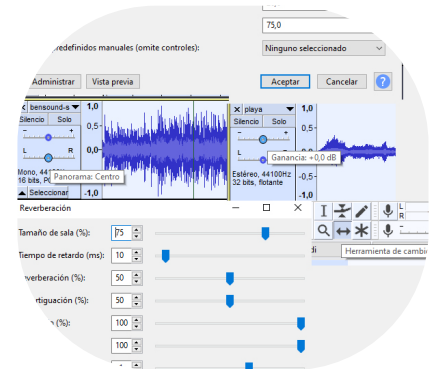 75,0
redefinidos manuales (omite controles):
Ninguno seleccionado
Administrar
Vista previa
Aceptar
Cancelar
?
X bensound-s ▼
1,0
Silencio Solo
- +
0,5-
L R
0,0-
Mono,
16 bits,
Panorama: Centro
▲ Seleccionar
-1,0
X playa ▼
1,0
Silencio Solo
- +
0,5-
L
Ganancia: +0,0 dB
Estéreo, 44100Hz
32 bits, flotante
-0,5-
-1,0
L
R
Herramienta de cambi
Reverberación
Tamaño de sala (%): 75
Tiempo de retardo (ms): 10
everberación (%): 50
rtiguación (%): 50
(%): 100
100